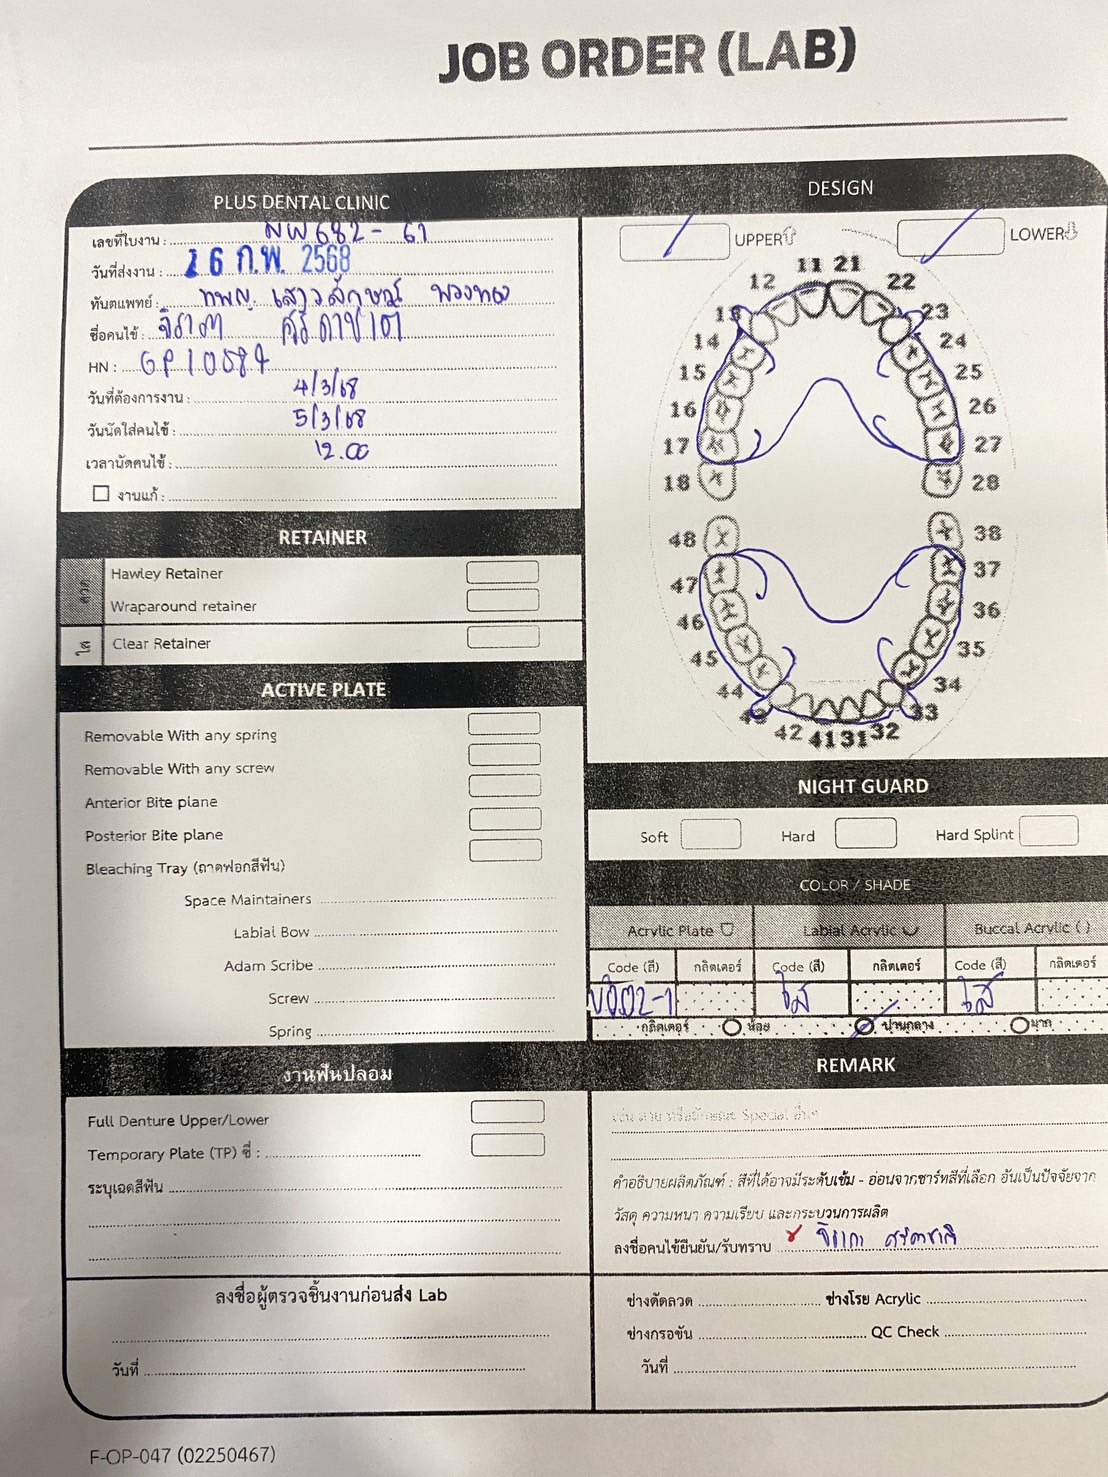 JOB ORDER (LAB)
PLUS DENTAL CLINIC
เลขที่ใบงาน : NW682-61
วันที่ส่งงาน : 26 ก.พ. 2568
ทันตแพทย์ : ทพญ. เสาวลักษณ์ พวงทอง
ชื่อคนไข้ : จิรภา
HN : GP10584
วันที่ต้องการงาน : 4/3/68
วันนัดใส่คนไข้ : 5/3/68
เวลานัดคนไข้ : 12.00
งานแก้ :
RETAINER
ลวด
Hawley Retainer
Wraparound retainer
ใส
Clear Retainer
ACTIVE PLATE
Removable With any spring
Removable With any screw
Anterior Bite plane
Posterior Bite plane
Bleaching Tray (ถาดฟอกสีฟัน)
Space Maintainers
Labial Bow
Adam Scribe
Screw
Spring
งานฟันปลอม
Full Denture Upper/Lower
Temporary Plate (TP) ซี่ :
ระบุเฉดสีฟัน
ลงชื่อผู้ตรวจชิ้นงานก่อนส่ง Lab
วันที่
DESIGN
UPPER LOWER
11 21
12 22
13 23
14 24
15 25
16 26
17 27
18 28
48 38
47 37
46 36
45 35
44 34
43 33
42 41 31 32
NIGHT GUARD
Soft Hard Hard Splint
COLOR / SHADE
Acrylic Plate Labial Acrylic Buccal Acrylic ( )
Code (สี) กลิตเตอร์ Code (สี) กลิตเตอร์ Code (สี) กลิตเตอร์
ใส ใส
กลิตเตอร์ น้อย ปานกลาง มาก
REMARK
เช่น ลาย หรือลักษณะ Special อื่นๆ
คำอธิบายผลิตภัณฑ์ : สีที่ได้อาจมีระดับเข้ม - อ่อนจากชาร์ทสีที่เลือก อันเป็นปัจจัยจาก
วัสดุ ความหนา ความเรียบ และกระบวนการผลิต
ลงชื่อคนไข้ยืนยัน/รับทราบ
ช่างดัดลวด ช่างโรย Acrylic
ช่างกรอขัน QC Check
วันที่
F-OP-047 (02250467)